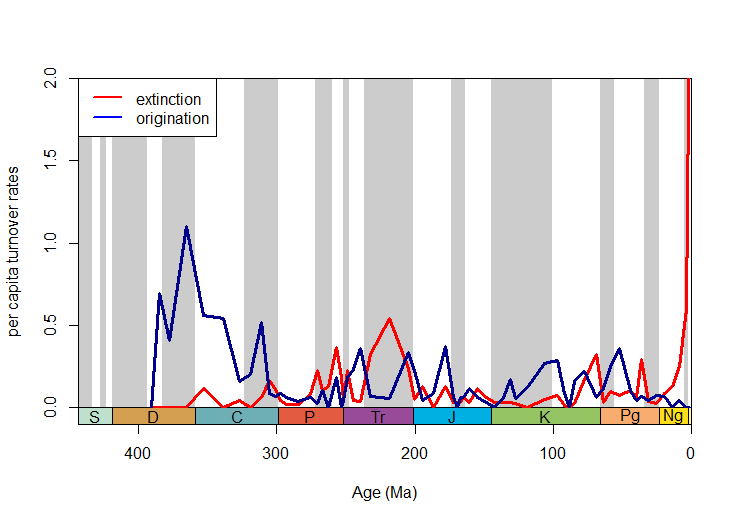 extinction
origination
per capita turnover rates
2.0
1.5
1.0
0.5
0.0
S D C P Tr J K Pg Ng
400 300 200 100 0
Age (Ma)